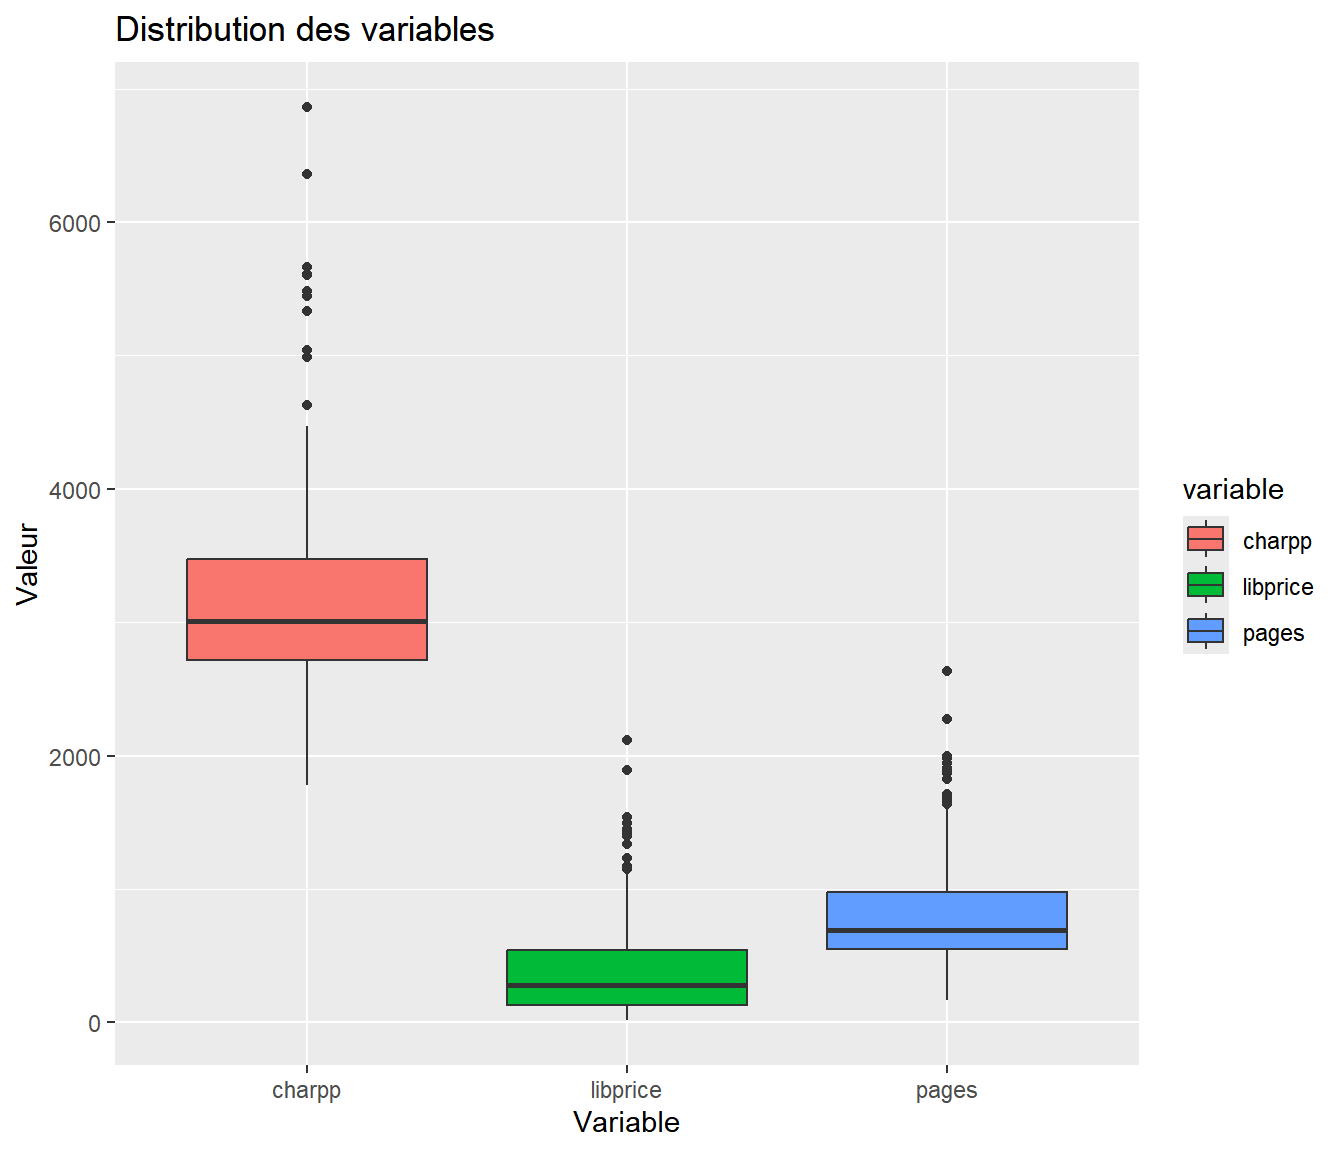 Distribution des variables
6000
4000
2000
0
Valeur
charpp
libprice
pages
Variable
variable
charpp
libprice
pages